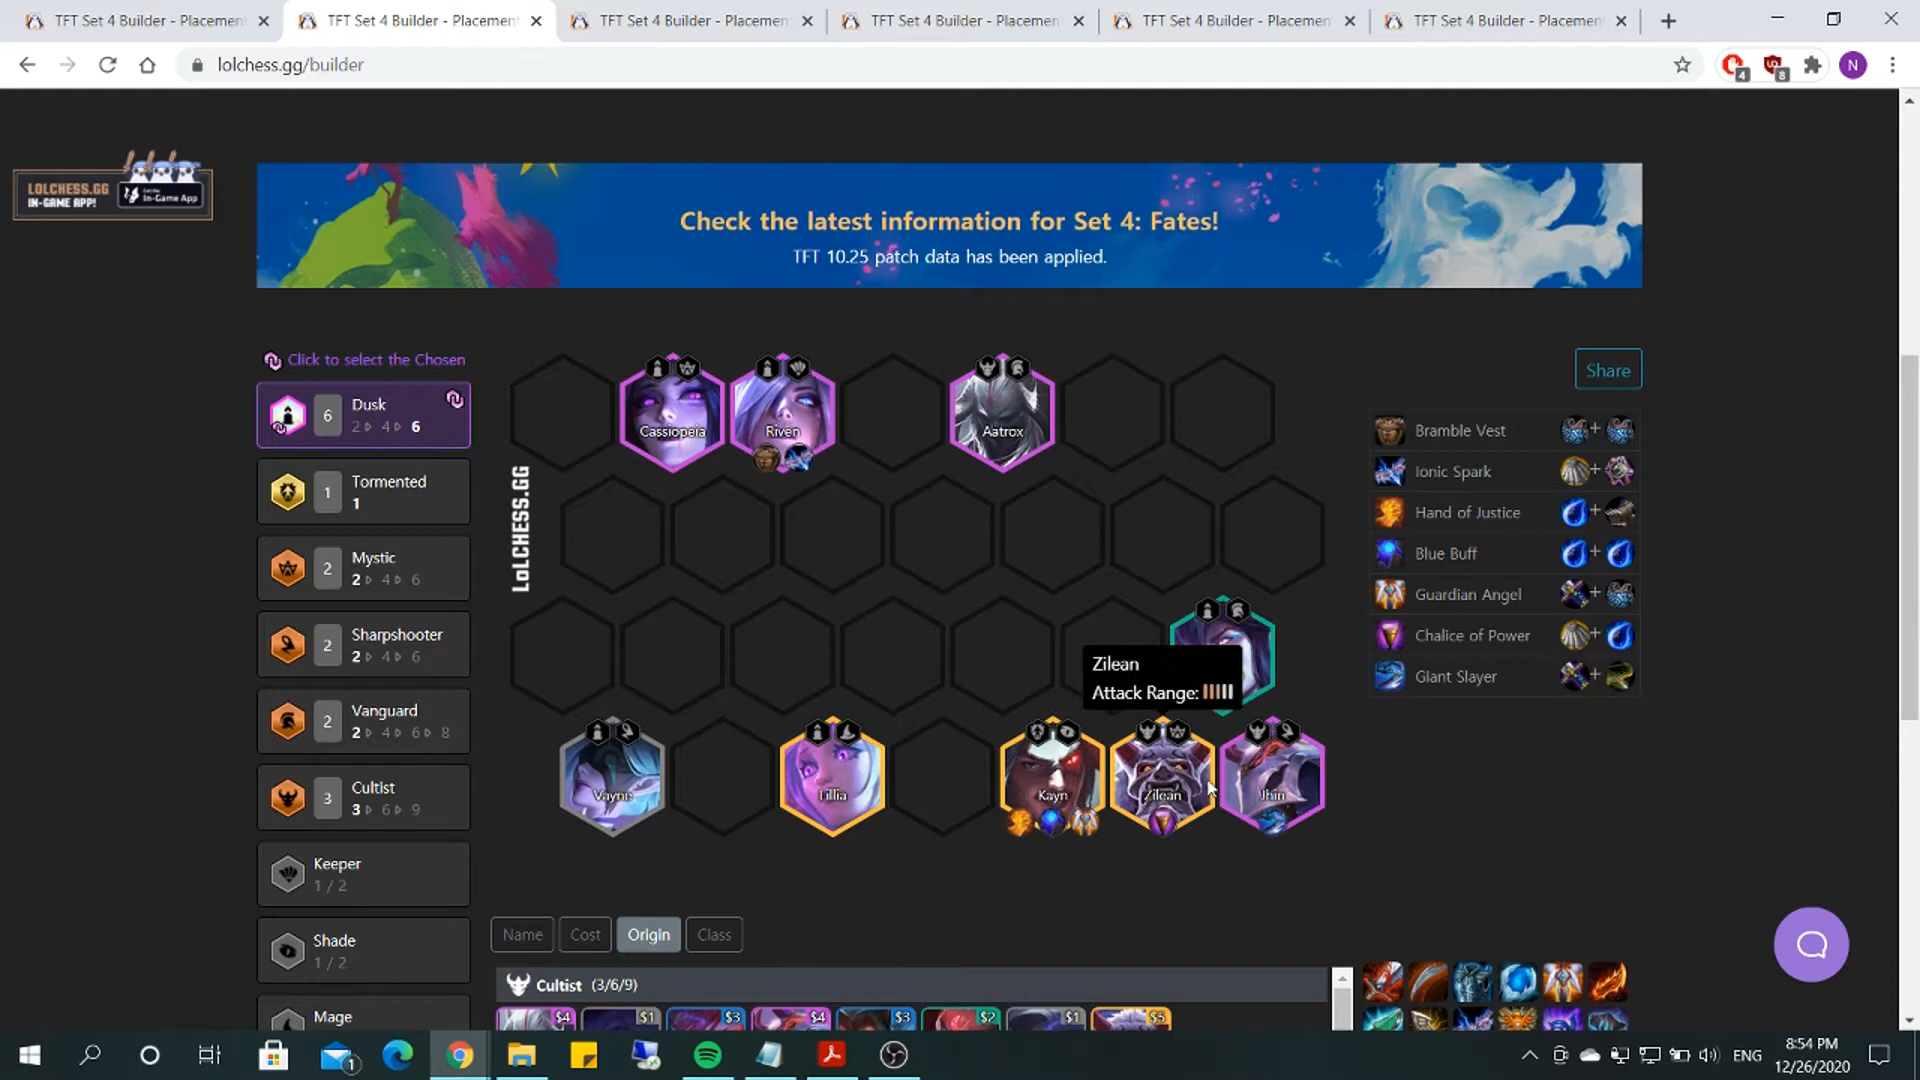 TFT Set 4 Builder - Placement
TFT Set 4 Builder - Placement
TFT Set 4 Builder - Placemen
TFT Set 4 Builder - Placemen
TFT Set 4 Builder - Placemen
TFT Set 4 Builder - Placemen
lolchess.gg/builder
4
8
N
LOLCHESS.GG
IN-GAME APP!
Get the
In-Game App
Check the latest information for Set 4: Fates!
TFT 10.25 patch data has been applied.
Click to select the Chosen
Share
6
Dusk
2 4 6
1
Tormented
1
2
Mystic
2 4 6
2
Sharpshooter
2 4 6
2
Vanguard
2 4 6 8
3
Cultist
3 6 9
Keeper
1 / 2
Shade
1 / 2
Mage
LoLCHESS.GG
Cassiopeia
Riven
Aatrox
Zilean
Attack Range:
Vayne
Lillia
Kayn
Zilean
Jhin
Bramble Vest +
Ionic Spark +
Hand of Justice +
Blue Buff +
Guardian Angel +
Chalice of Power +
Giant Slayer +
Name
Cost
Origin
Class
Cultist (3/6/9)
$4
$1
$3
$4
$3
$2
$1
$5
1
ENG
8:54 PM
12/26/2020